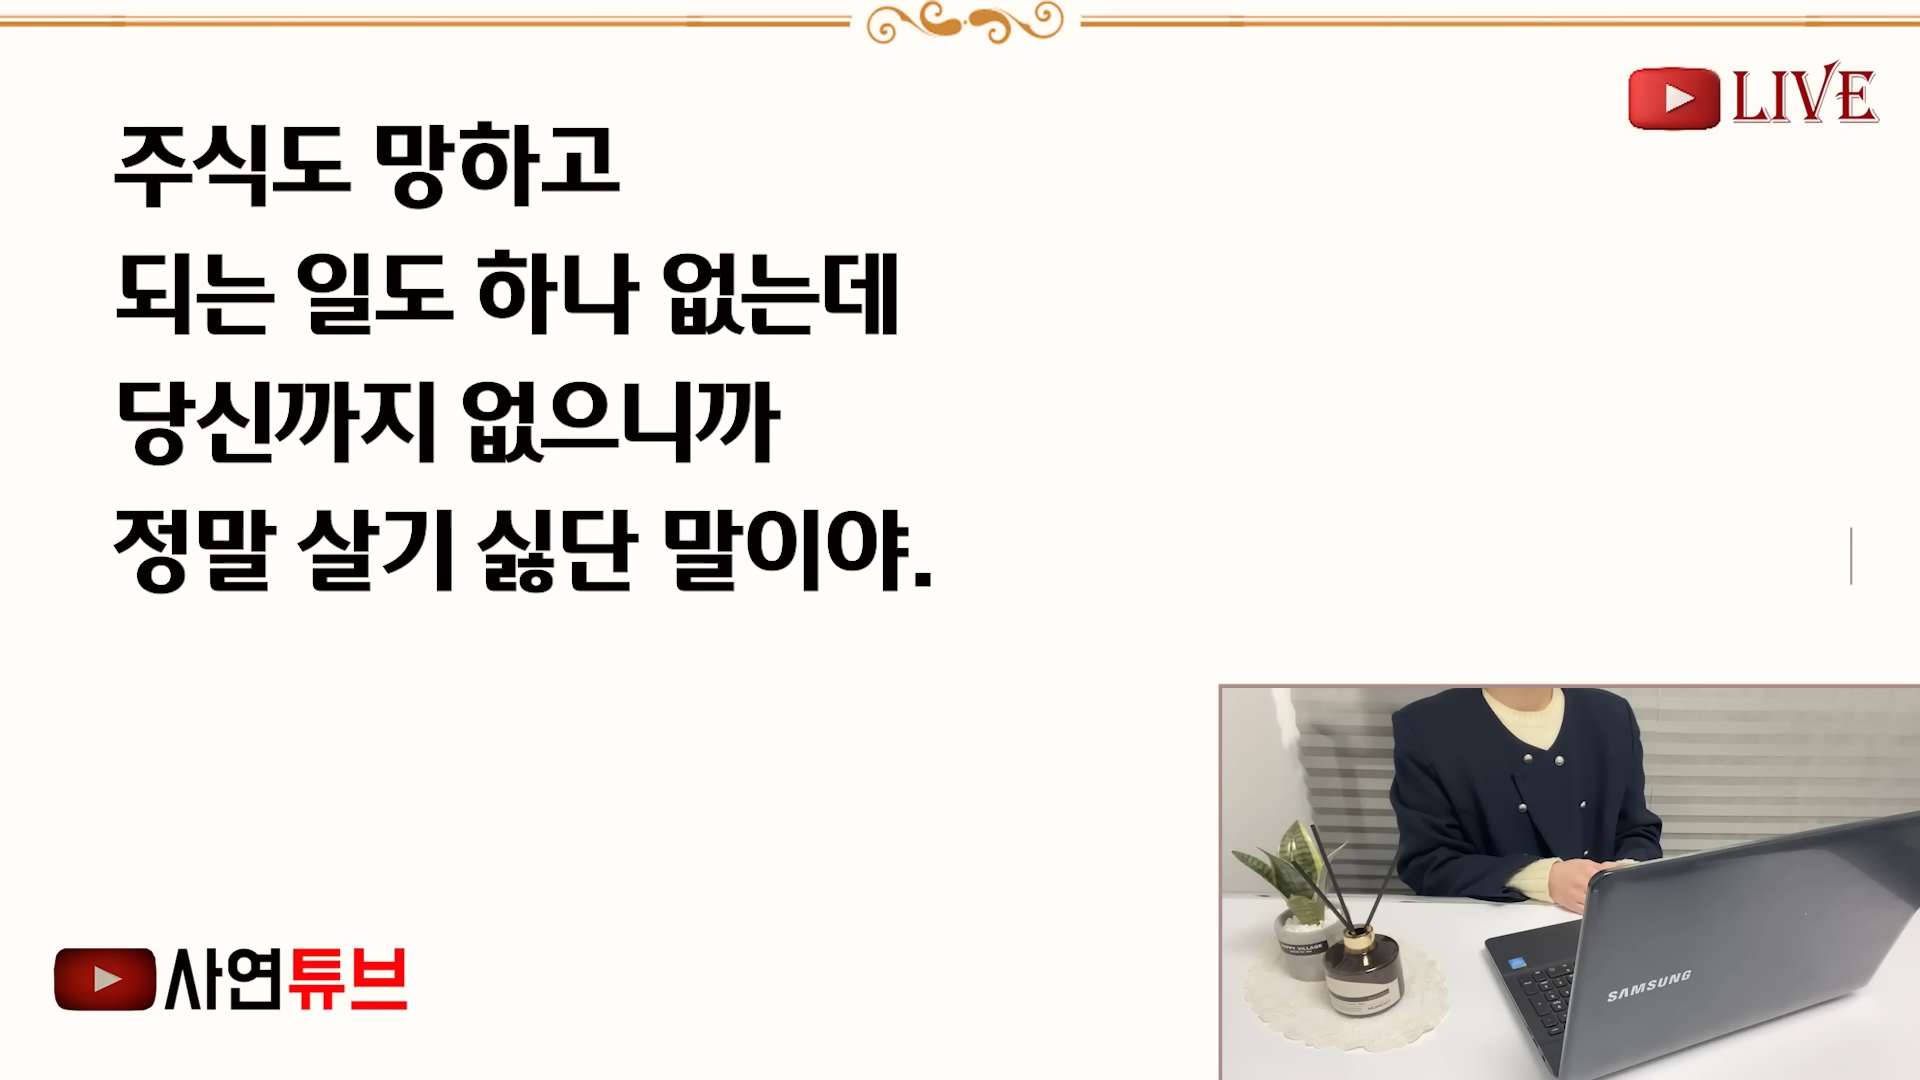 LIVE
주식도 망하고
되는 일도 하나 없는데
당신까지 없으니까
정말 살기 싫단 말이야.
사연튜브
SAMSUNG